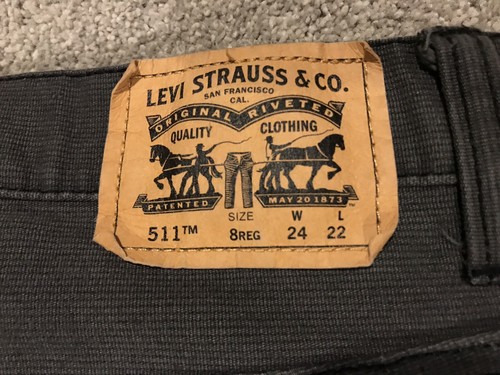 LEVI STRAUSS & CO.
SAN FRANCISCO
CAL.
ORIGINAL RIVETED
QUALITY CLOTHING
PATENTED MAY 20 1873
SIZE W L
511™ 8REG 24 22